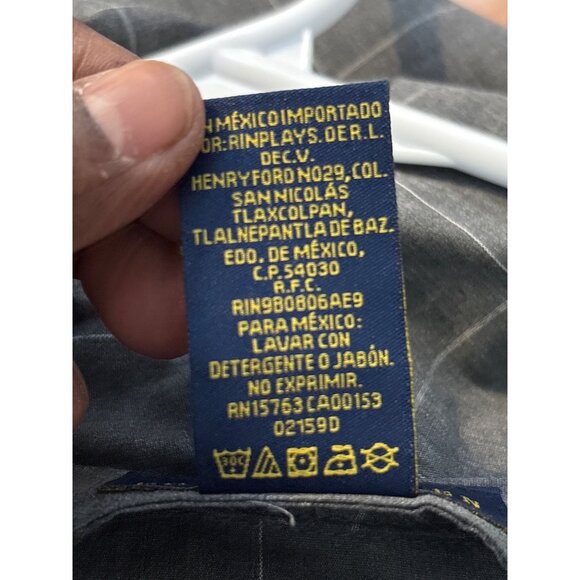 N MÉXICO IMPORTADO
OR: RINPLAYS. DE R.L.
DE C.V.
HENRY FORD NO29, COL.
SAN NICOLÁS
TLAXCOLPAN,
TLALNEPANTLA DE BAZ.
EDO. DE MÉXICO,
C.P. 54030
R.F.C.
RIN980806AE9
PARA MÉXICO:
LAVAR CON
DETERGENTE O JABÓN.
NO EXPRIMIR.
RN15763 CA00153
02159D
30C